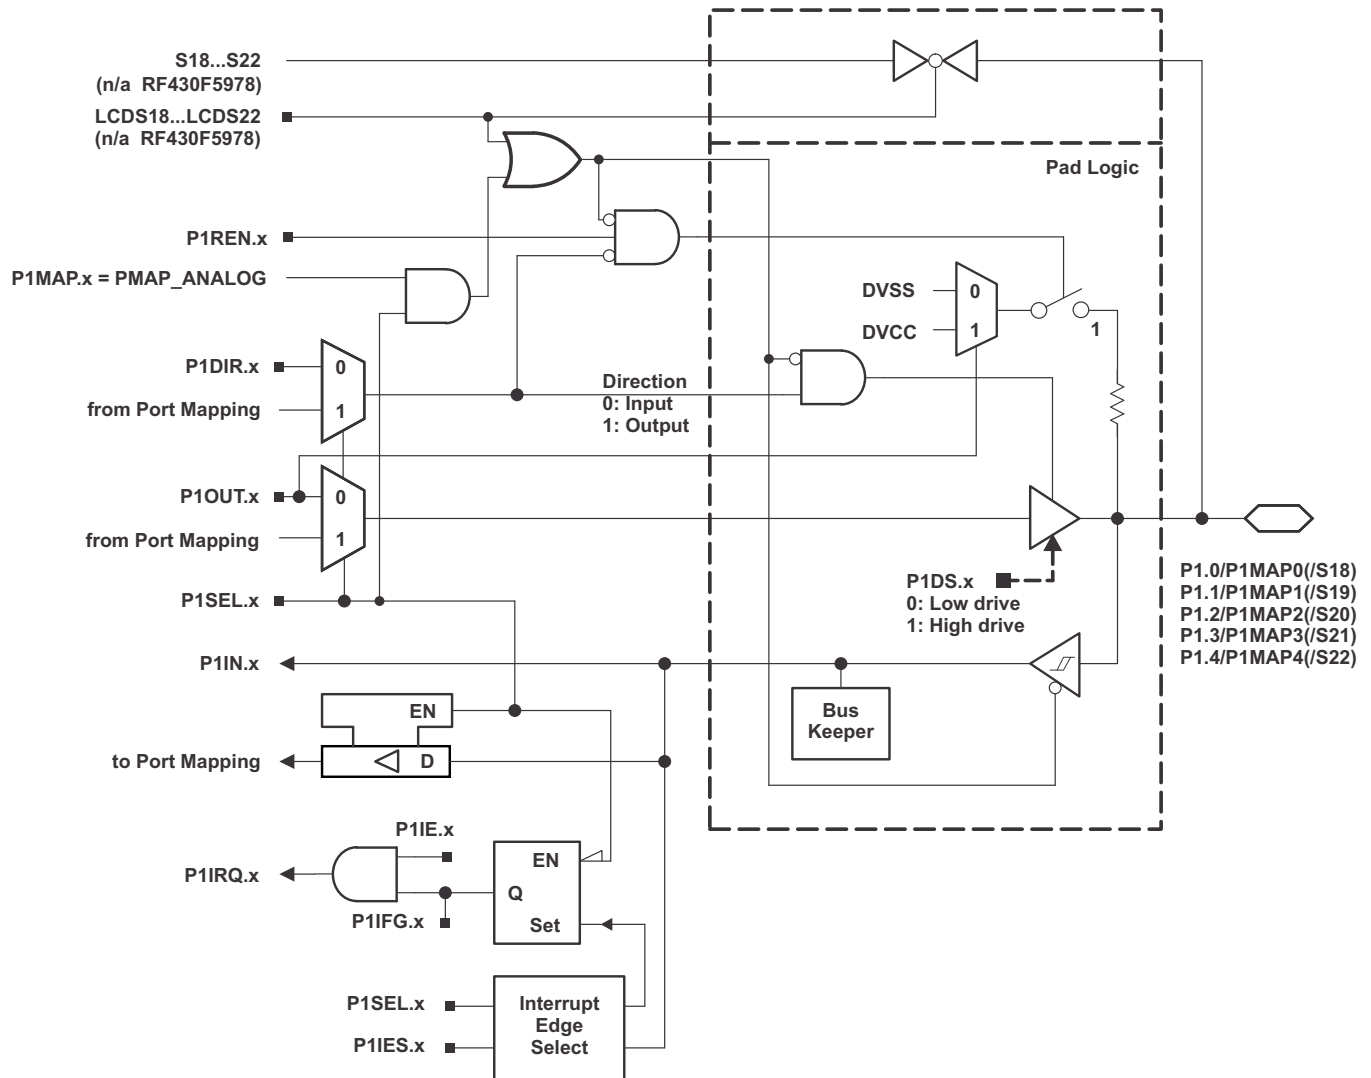 S18...S22
(n/a RF430F5978)
LCDS18...LCDS22
(n/a RF430F5978)
Pad Logic
P1REN.x
P1MAP.x = PMAP_ANALOG
DVSS
0
DVCC
1
1
P1DIR.x
0
from Port Mapping
1
Direction
0: Input
1: Output
P1OUT.x
0
from Port Mapping
1
P1DS.x
0: Low drive
1: High drive
P1.0/P1MAP0(/S18)
P1.1/P1MAP1(/S19)
P1.2/P1MAP2(/S20)
P1.3/P1MAP3(/S21)
P1.4/P1MAP4(/S22)
P1SEL.x
P1IN.x
Bus
Keeper
EN
to Port Mapping
D
P1IE.x
P1IRQ.x
EN
Q
P1IFG.x
Set
P1SEL.x
P1IES.x
Interrupt
Edge
Select